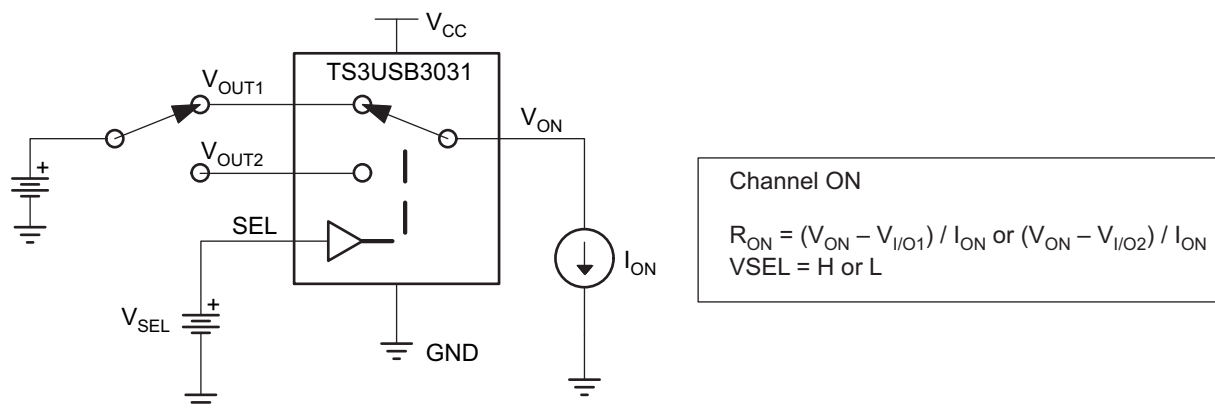 V_CC
TS3USB3031
V_OUT1
V_ON
V_OUT2
+
SEL
I_ON
+
V_SEL
GND
Channel ON
R_ON = (V_ON – V_I/O1) / I_ON or (V_ON – V_I/O2) / I_ON
VSEL = H or L